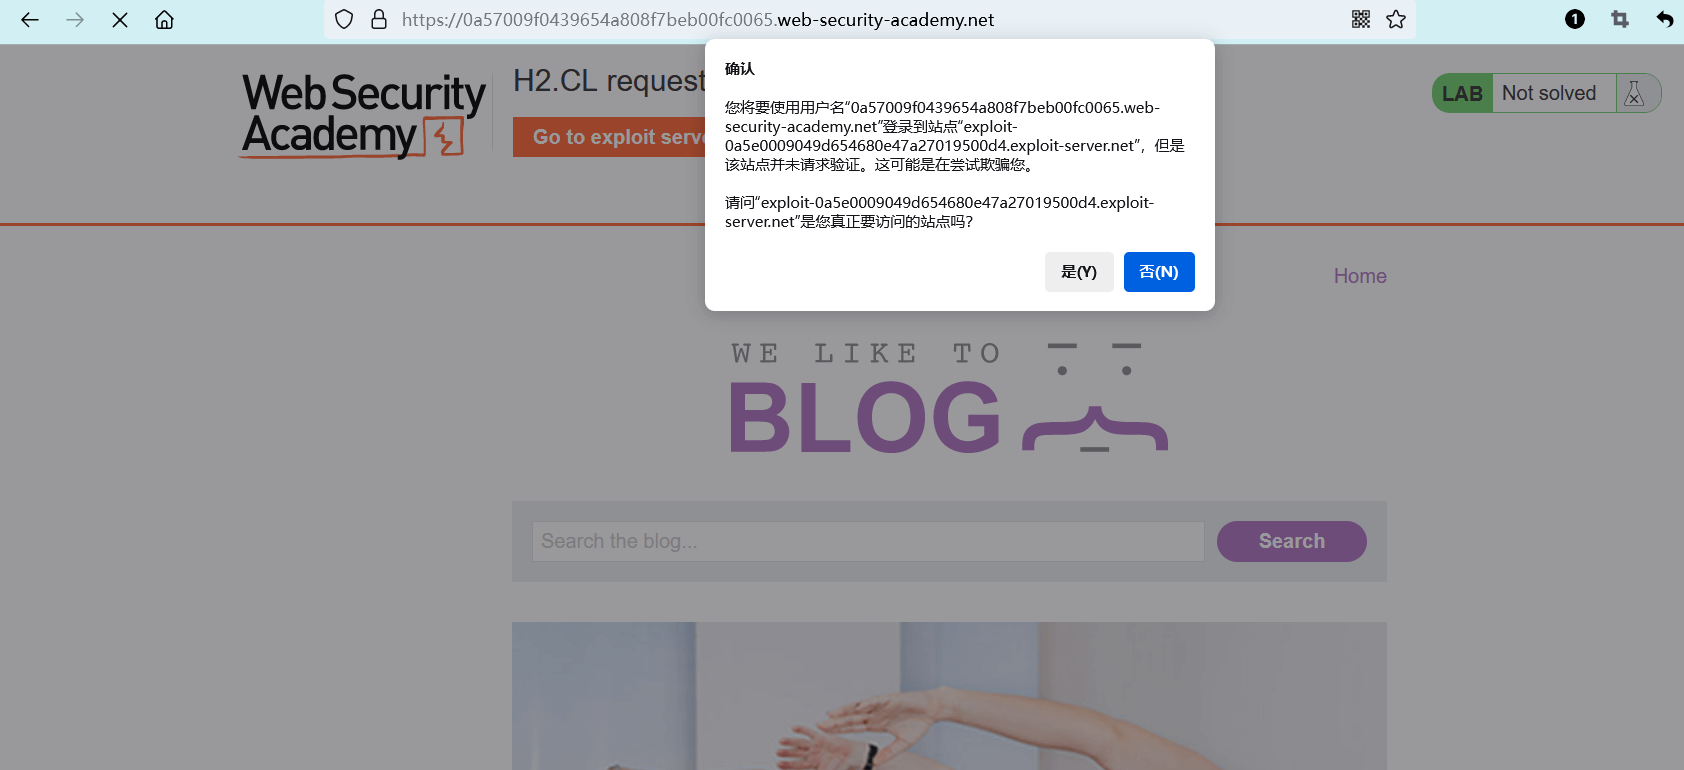 https://0a57009f0439654a808f7beb00fc0065.web-security-academy.net
1
Web Security
Academy
H2.CL request
Go to exploit serve
LAB
Not solved
确认
您将要使用用户名“0a57009f0439654a808f7beb00fc0065.web-
security-academy.net”登录到站点“exploit-
0a5e0009049d654680e47a27019500d4.exploit-server.net”，但是
该站点并未请求验证。这可能是在尝试欺骗您。
请问“exploit-0a5e0009049d654680e47a27019500d4.exploit-
server.net”是您真正要访问的站点吗？
是(Y)
否(N)
Home
WE LIKE TO
BLOG
Search the blog...
Search